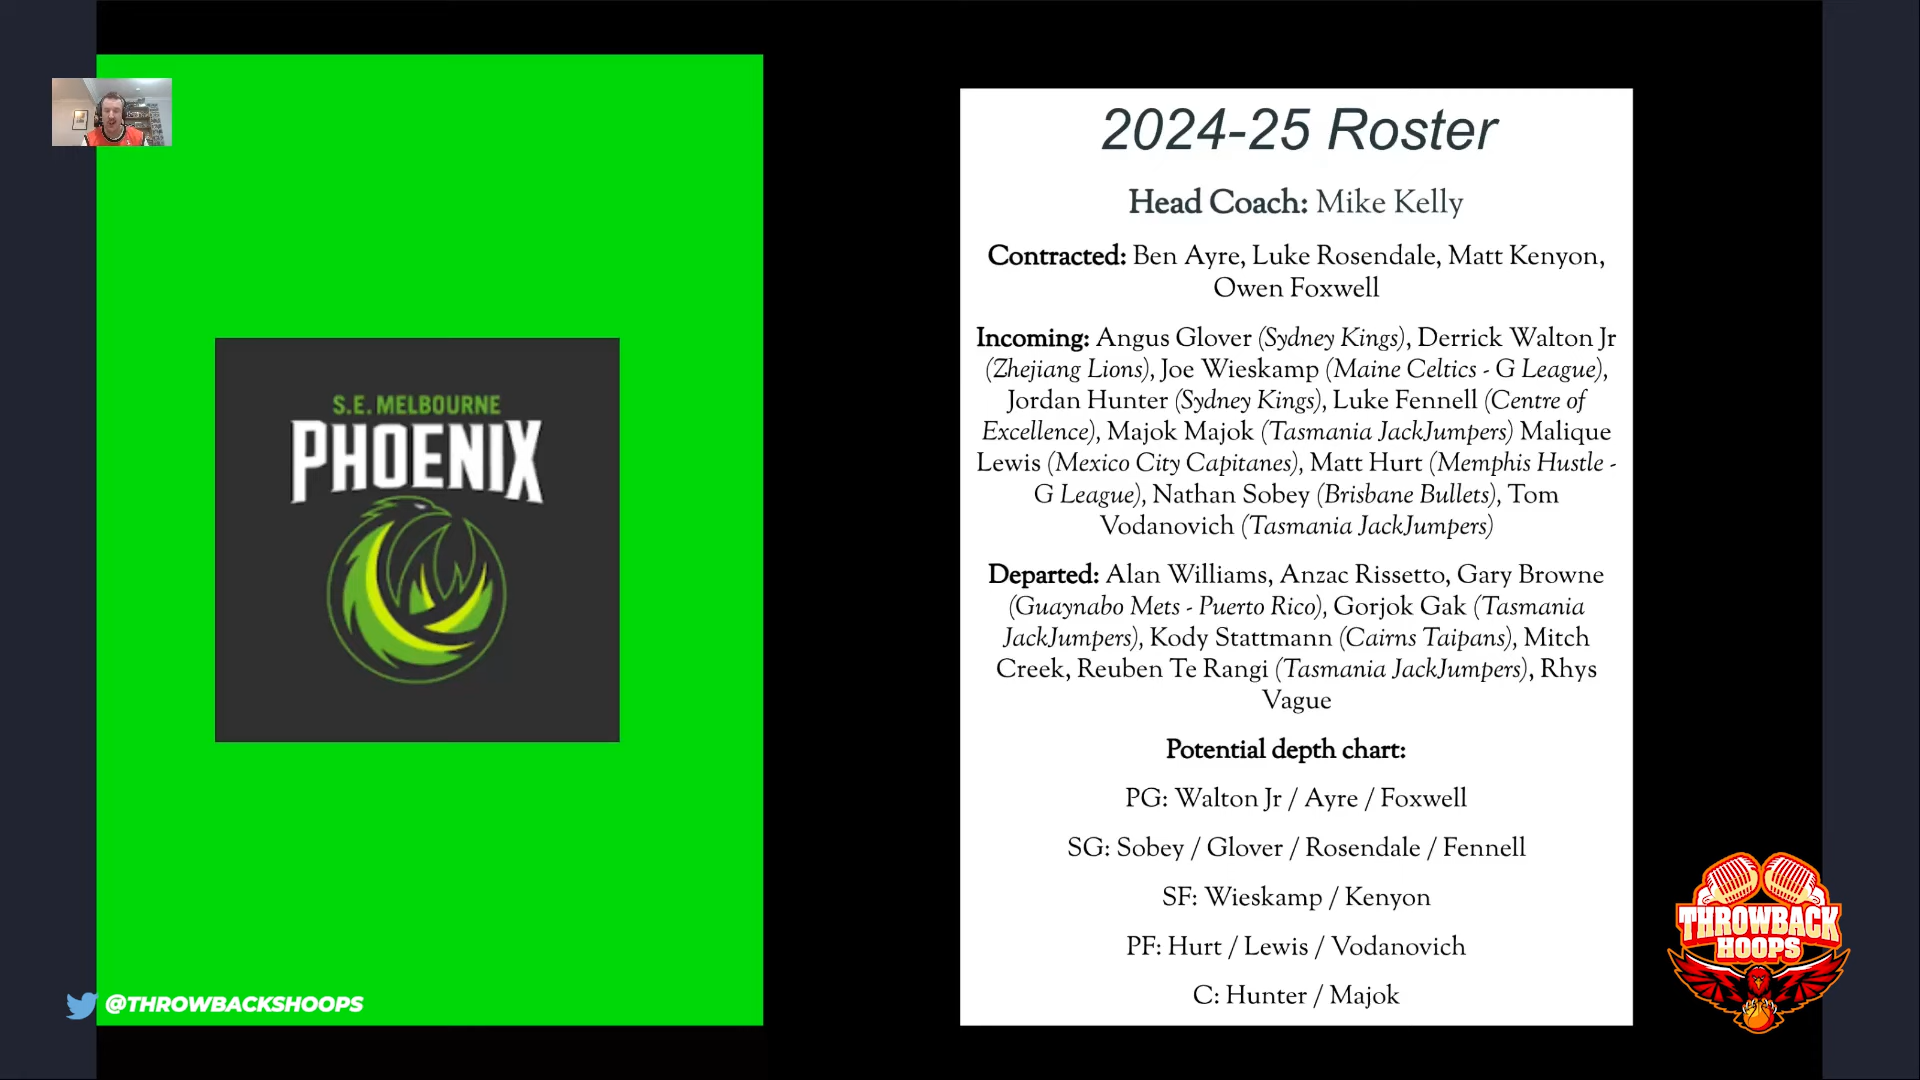 S.E. MELBOURNE
PHOENIX
@THROWBACKSHOOPS
2024-25 Roster
Head Coach: Mike Kelly
Contracted: Ben Ayre, Luke Rosendale, Matt Kenyon,
Owen Foxwell
Incoming: Angus Glover (Sydney Kings), Derrick Walton Jr
(Zhejiang Lions), Joe Wieskamp (Maine Celtics - G League),
Jordan Hunter (Sydney Kings), Luke Fennell (Centre of
Excellence), Majok Majok (Tasmania JackJumpers) Malique
Lewis (Mexico City Capitanes), Matt Hurt (Memphis Hustle -
G League), Nathan Sobey (Brisbane Bullets), Tom
Vodanovich (Tasmania JackJumpers)
Departed: Alan Williams, Anzac Rissetto, Gary Browne
(Guaynabo Mets - Puerto Rico), Gorjok Gak (Tasmania
JackJumpers), Kody Stattmann (Cairns Taipans), Mitch
Creek, Reuben Te Rangi (Tasmania JackJumpers), Rhys
Vague
Potential depth chart:
PG: Walton Jr / Ayre / Foxwell
SG: Sobey / Glover / Rosendale / Fennell
SF: Wieskamp / Kenyon
PF: Hurt / Lewis / Vodanovich
C: Hunter / Majok
THROWBACK
HOOPS